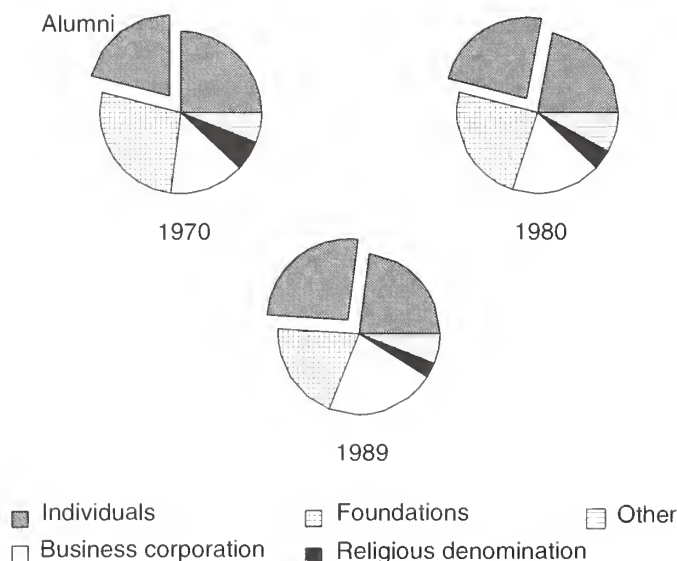 Alumni
1970 1980
1989
Individuals Foundations Other
Business corporation Religious denomination